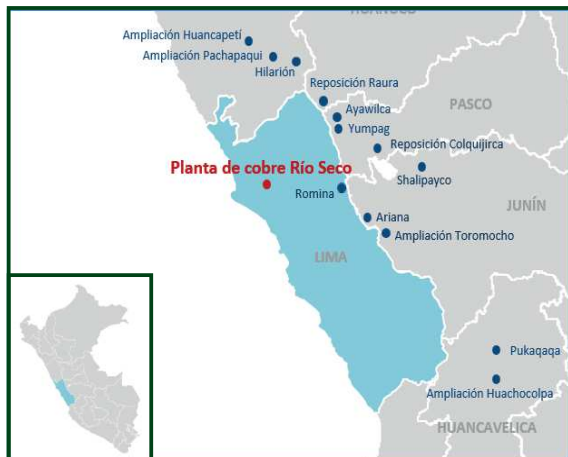 HUÁNUCO
Ampliación Huancapetí
Ampliación Pachapaqui
Hilarión
Reposición Raura
Ayawilca
PASCO
Yumpag
Reposición Colquijirca
Planta de cobre Río Seco
Shalipayco
Romina
JUNÍN
Ariana
Ampliación Toromocho
LIMA
Pukaqaqa
Ampliación Huachocolpa
HUANCAVELICA